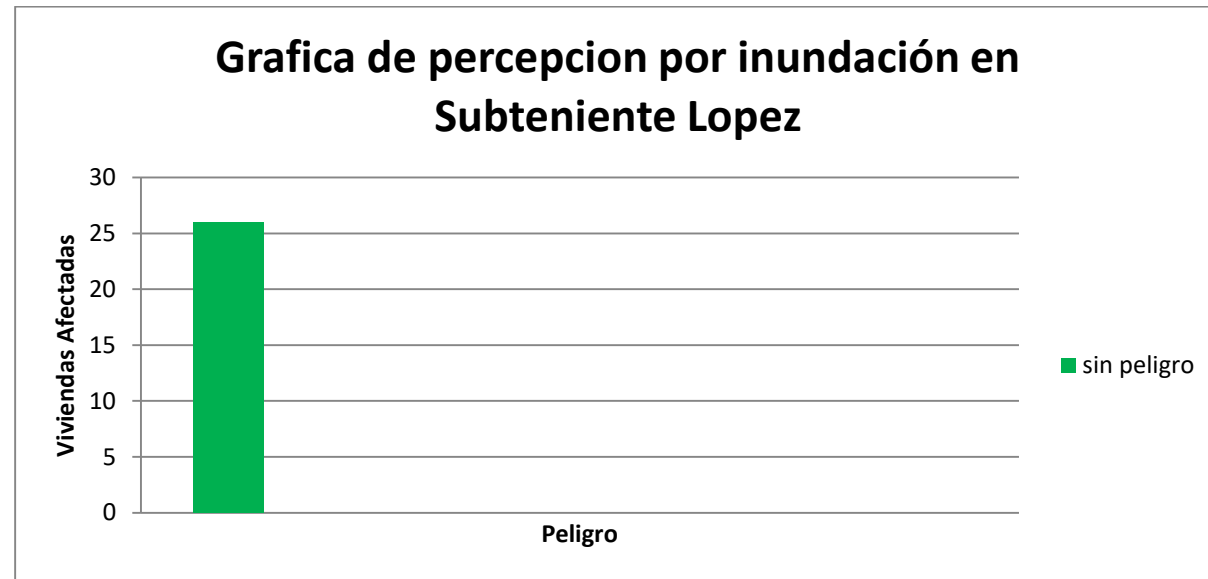 Grafica de percepcion por inundación en
Subteniente Lopez
30
25
20
15
10
5
0
Viviendas Afectadas
Peligro
sin peligro